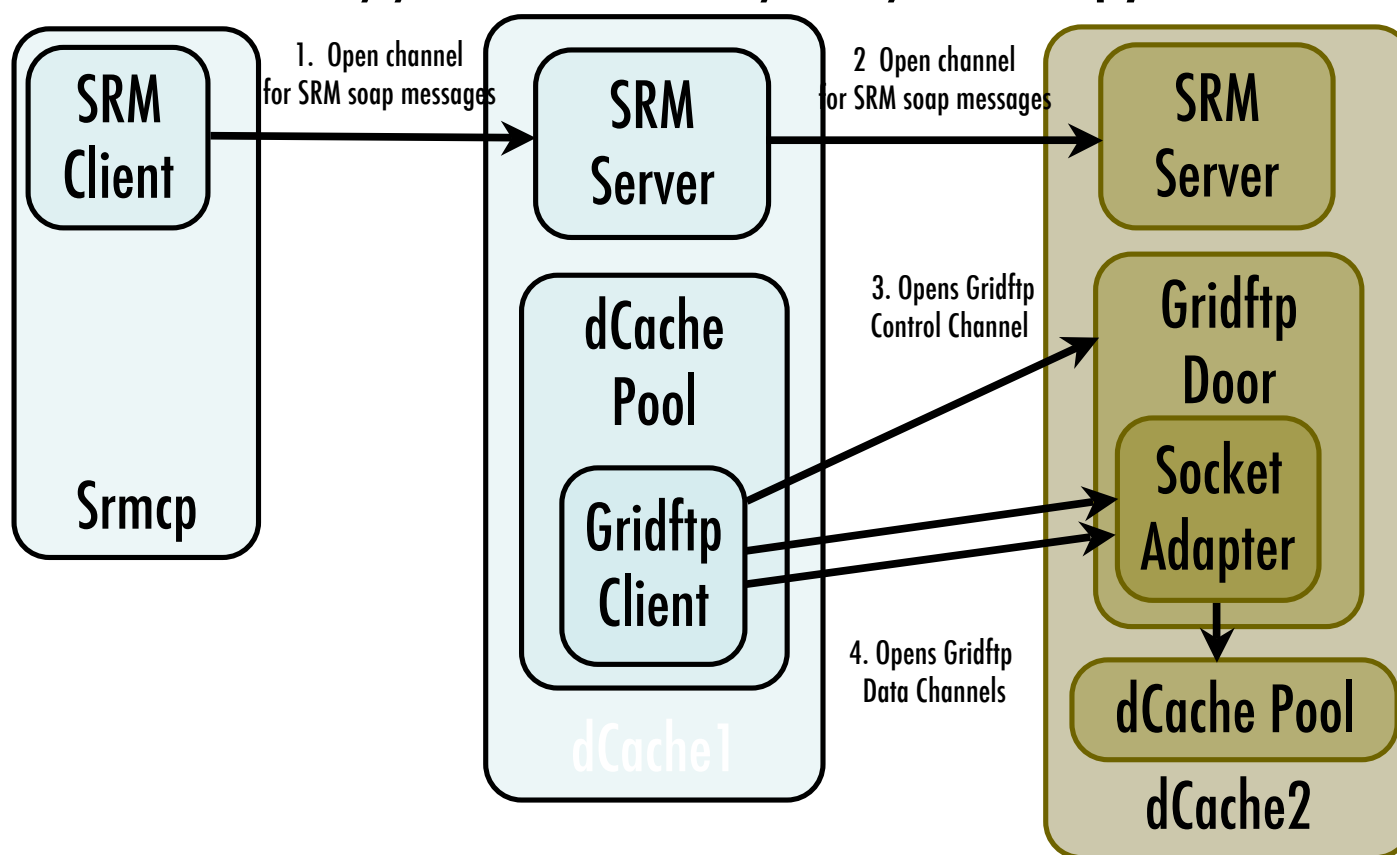 SRM
Client
Srmcp
1. Open channel
for SRM soap messages
SRM
Server
2 Open channel
for SRM soap messages
SRM
Server
dCache
Pool
Gridftp
Client
dCache1
3. Opens Gridftp
Control Channel
4. Opens Gridftp
Data Channels
Gridftp
Door
Socket
Adapter
dCache Pool
dCache2